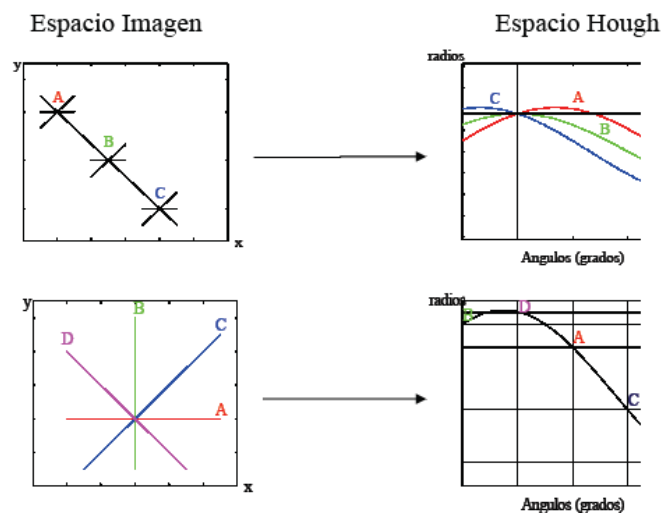 Espacio Imagen
Espacio Hough
y
A
B
C
x
radios
C
A
B
Angulos (grados)
y
B
C
D
A
x
radios
B
D
A
C
Angulos (grados)